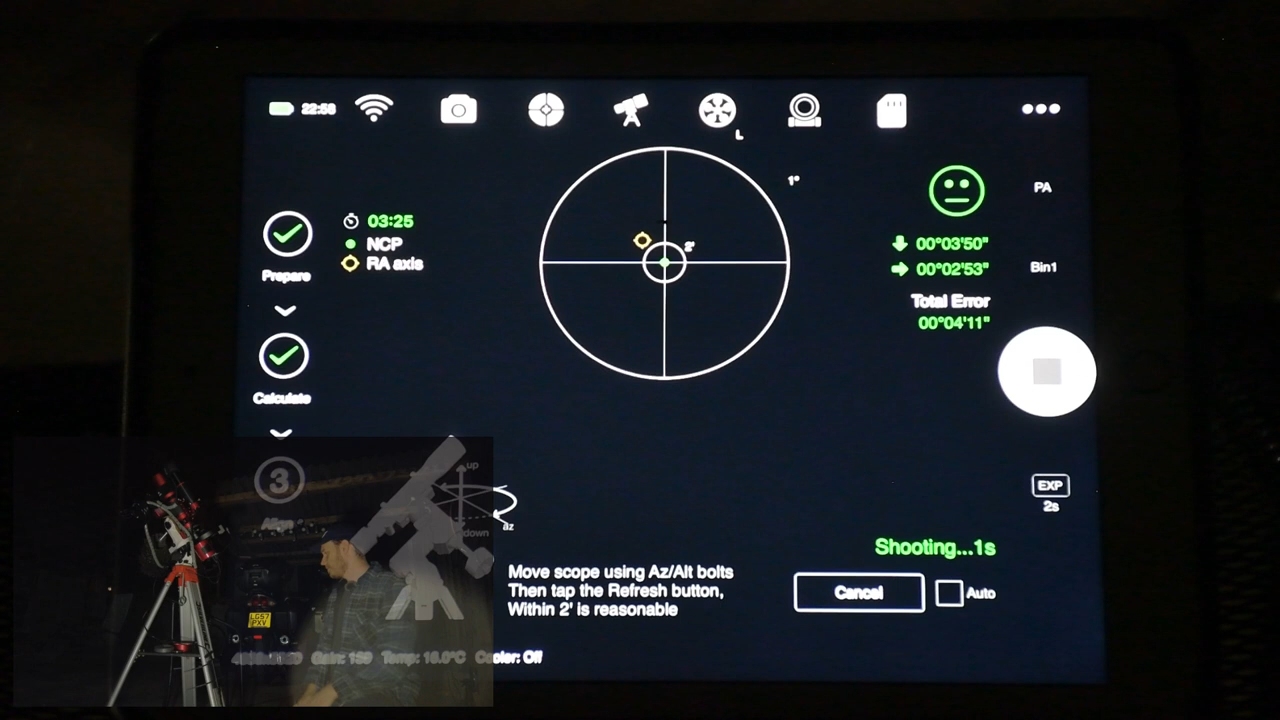 22:58
L
1°
PA
03:25
NCP
2'
00°03'50"
Prepare
RA axis
00°02'53"
Bin1
Total Error
00°04'11"
Calculate
3
up
EXP
2s
az
down
Shooting...1s
Move scope using Az/Alt bolts
Then tap the Refresh button,
Within 2' is reasonable
Cancel
Auto
Gain: 159 Temp: 16.0°C Cooler: Off